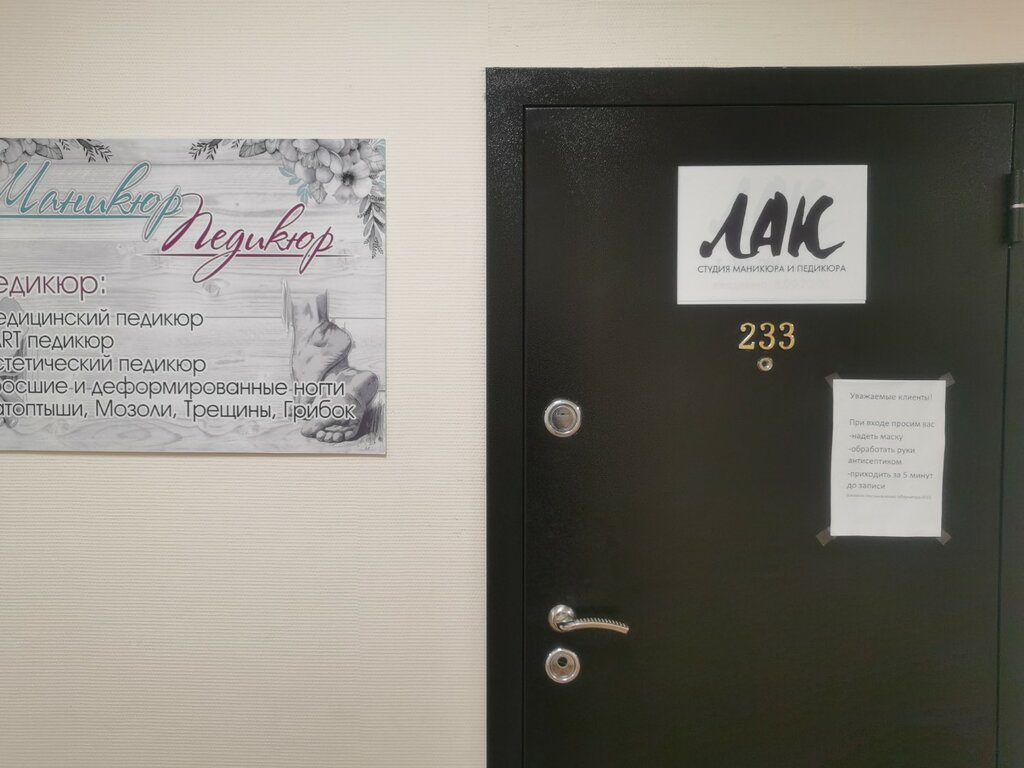 Маникюр
Педикюр
едикюр:
едицинский педикюр
ART педикюр
стетический педикюр
осшие и деформированные ногти
атоптыши, Мозоли, Трещины, Грибок
ЛАК
СТУДИЯ МАНИКЮРА И ПЕДИКЮРА
233
Уважаемые клиенты!
При входе просим вас
-надеть маску
-обработать руки
антисептиком
-приходить за 5 минут
до записи